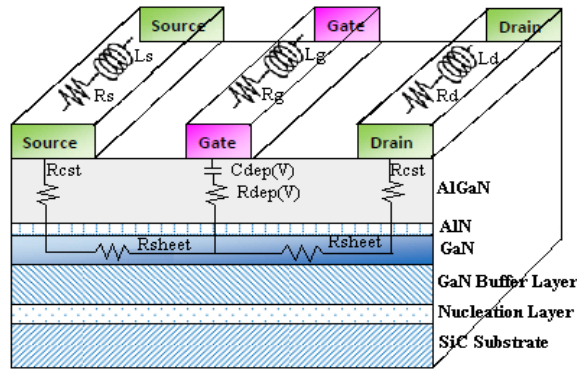 Source
Gate
Drain
Ls
Lg
Ld
Rs
Rg
Rd
Source
Gate
Drain
Rcst
Cdep(V)
Rcst
Rdep(V)
AlGaN
AlN
Rsheet
Rsheet
GaN
GaN Buffer Layer
Nucleation Layer
SiC Substrate